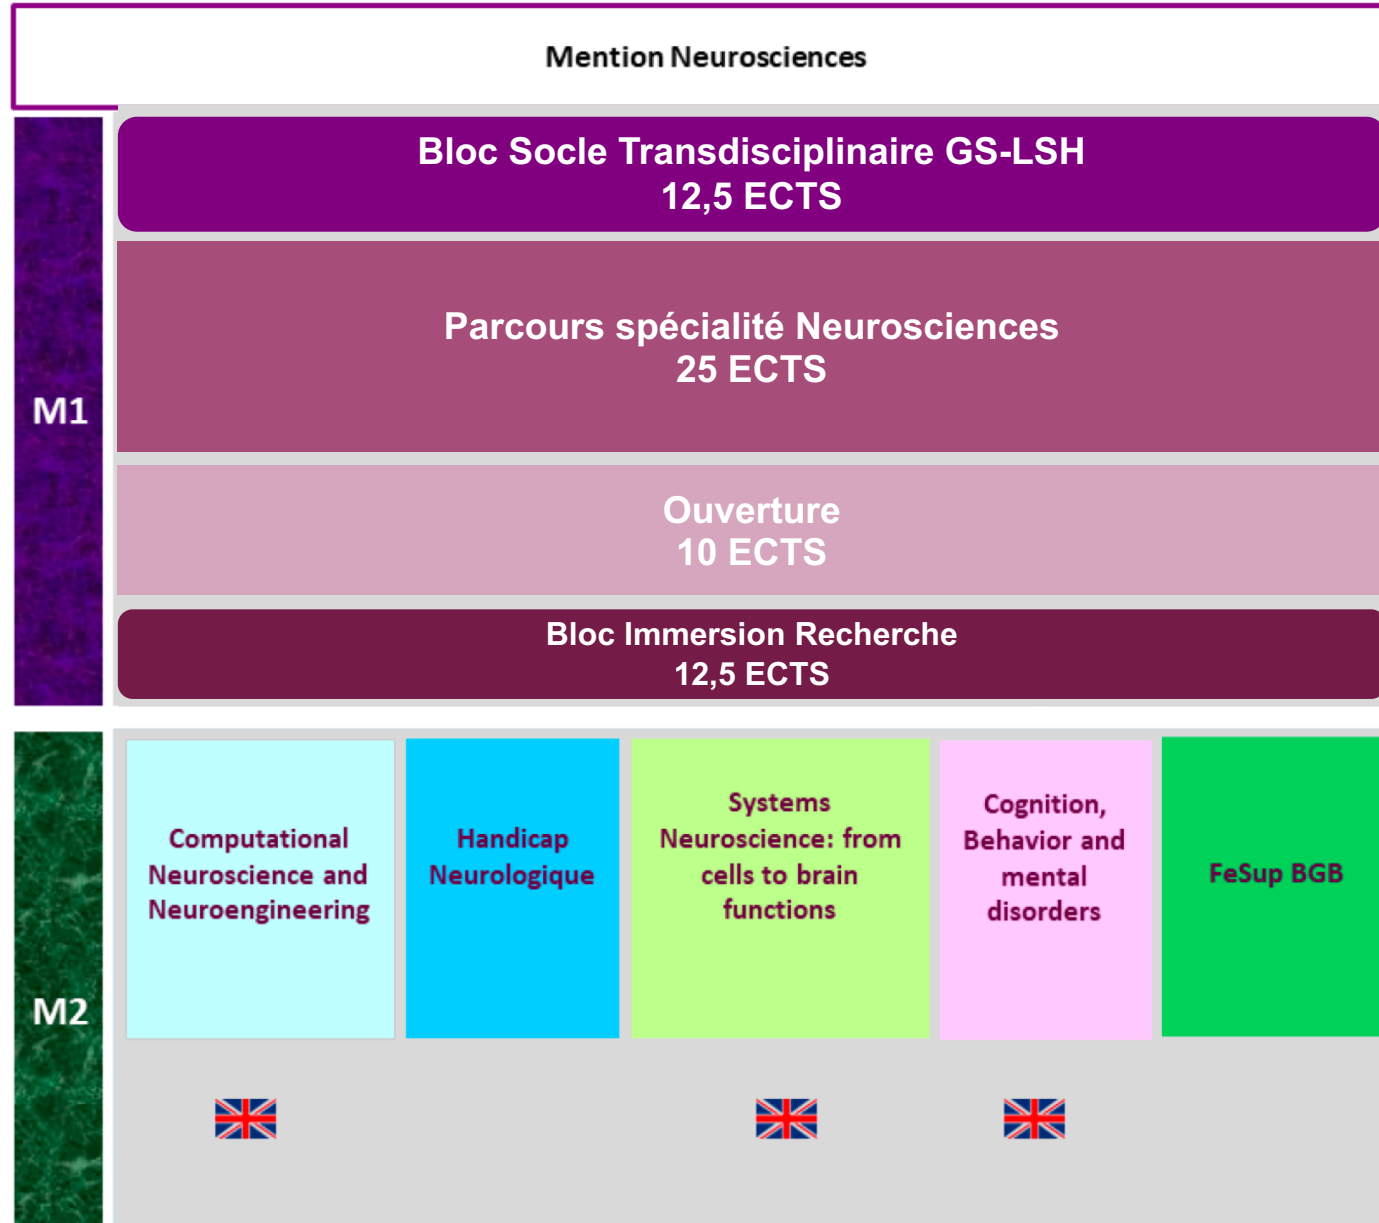 Mention Neurosciences
Bloc Socle Transdisciplinaire GS-LSH
12,5 ECTS
Parcours spécialité Neurosciences
25 ECTS
M1
Ouverture
10 ECTS
Bloc Immersion Recherche
12,5 ECTS
M2
Computational
Neuroscience and
Neuroengineering
Handicap
Neurologique
Systems
Neuroscience: from
cells to brain
functions
Cognition,
Behavior and
mental
disorders
FeSup BGB